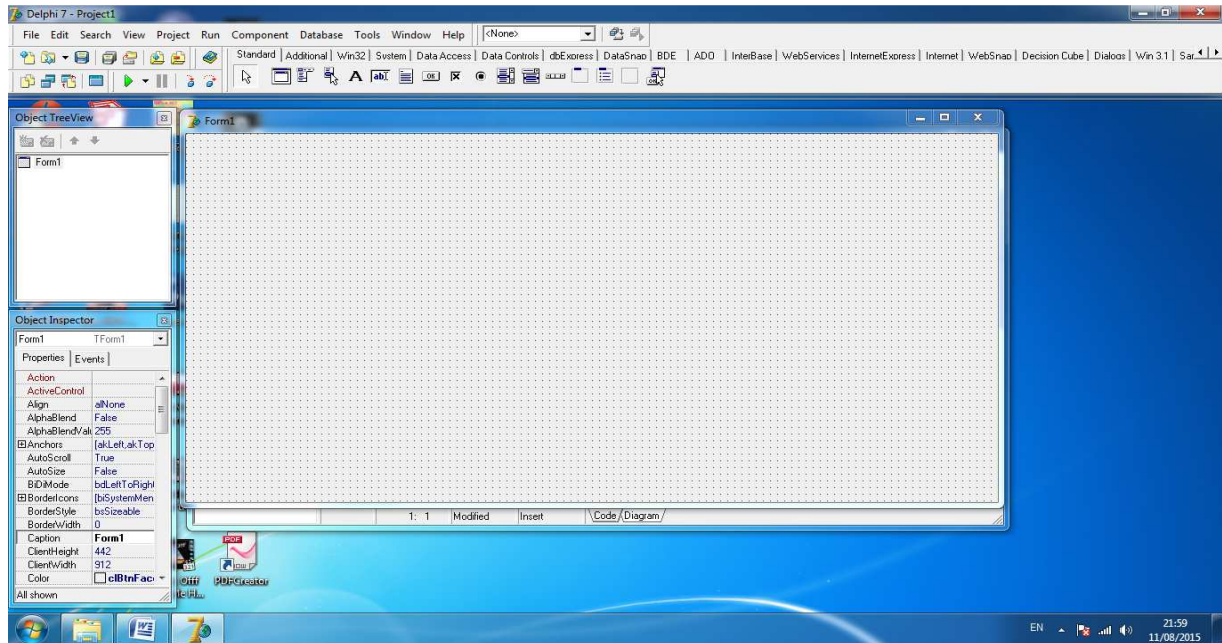 Delphi 7 - Project1
File Edit Search View Project Run Component Database Tools Window Help <None>
Standard Additional Win32 System Data Access Data Controls dbExpress DataSnap BDE ADO InterBase WebServices InternetExpress Internet WebSnap Decision Cube Dialogs Win 3.1 Sar
Object TreeView
Form1
Form1
Object Inspector
Form1 TForm1
Properties Events
Action
ActiveControl
Align alNone
AlphaBlend False
AlphaBlendVal 255
Anchors [akLeft,akTop
AutoScroll True
AutoSize False
BiDiMode bdLeftToRight
BorderIcons [biSystemMen
BorderStyle bsSizeable
BorderWidth 0
Caption Form1
ClientHeight 442
ClientWidth 912
Color clBtnFac
All shown
1: 1 Modified Insert Code Diagram
PDF
PDFCreator
EN
21:59
11/08/2015